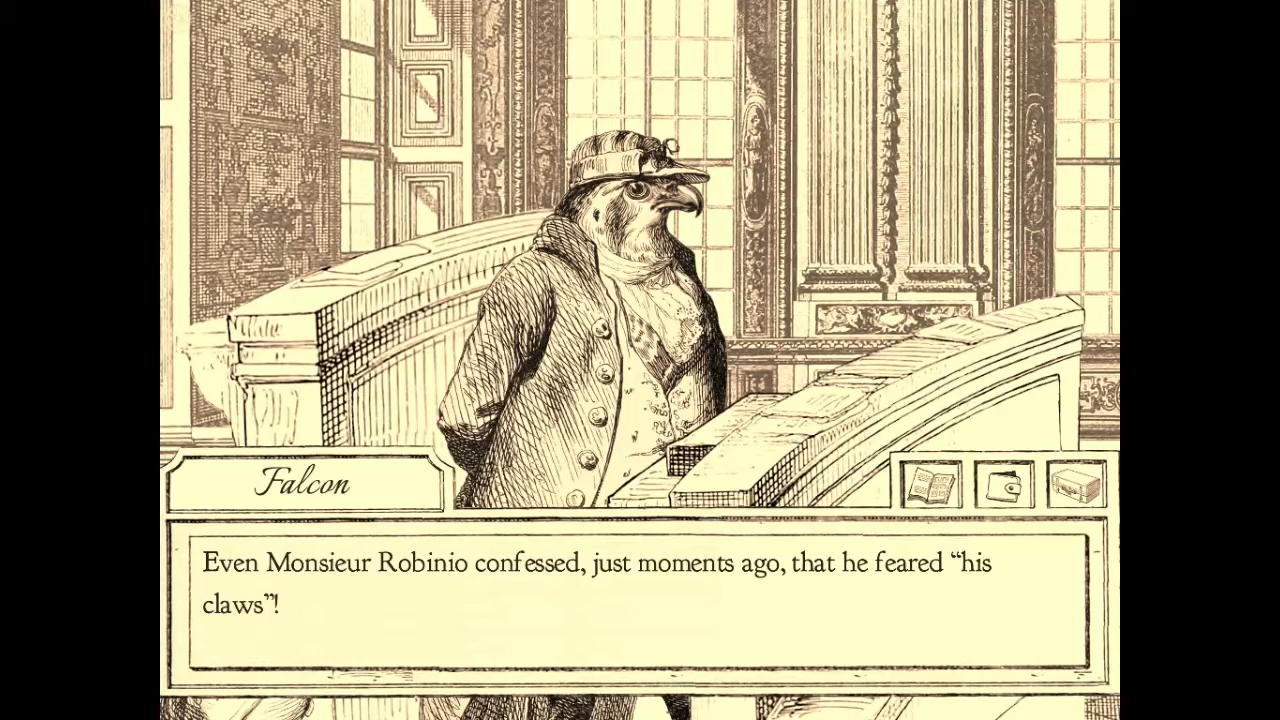 Falcon
Even Monsieur Robinio confessed, just moments ago, that he feared “his
claws”!